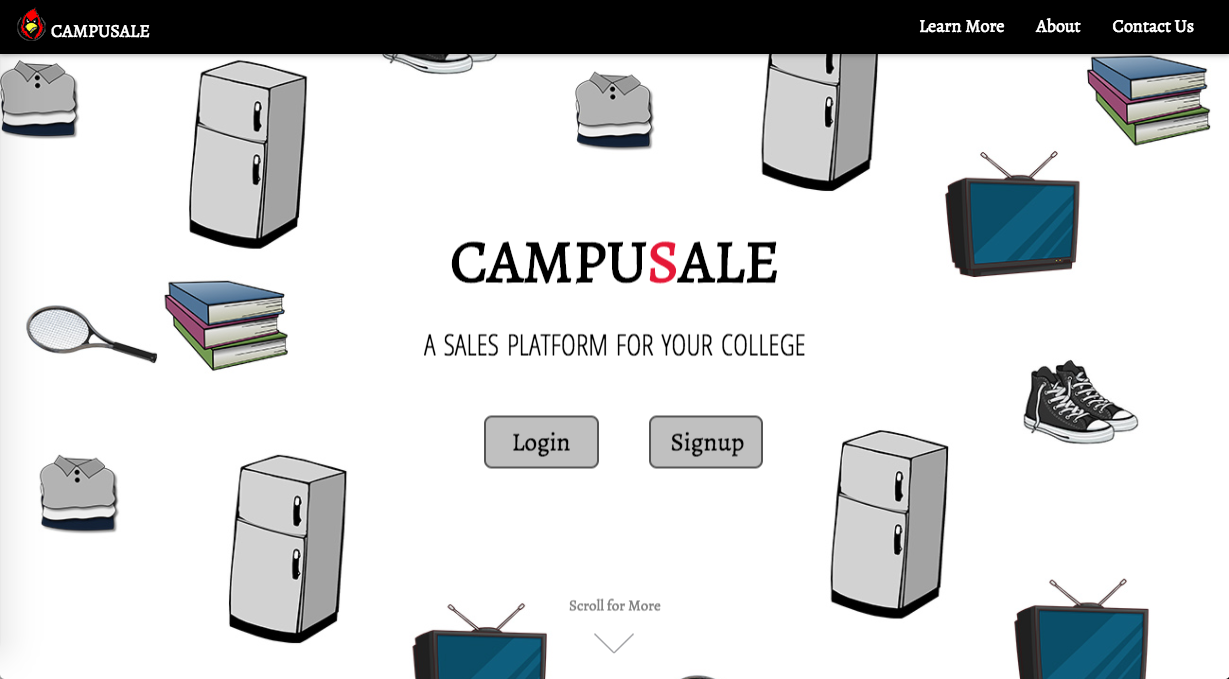 CAMPUSALE
Learn More
About
Contact Us
CAMPUSALE
A SALES PLATFORM FOR YOUR COLLEGE
Login
Signup
Scroll for More